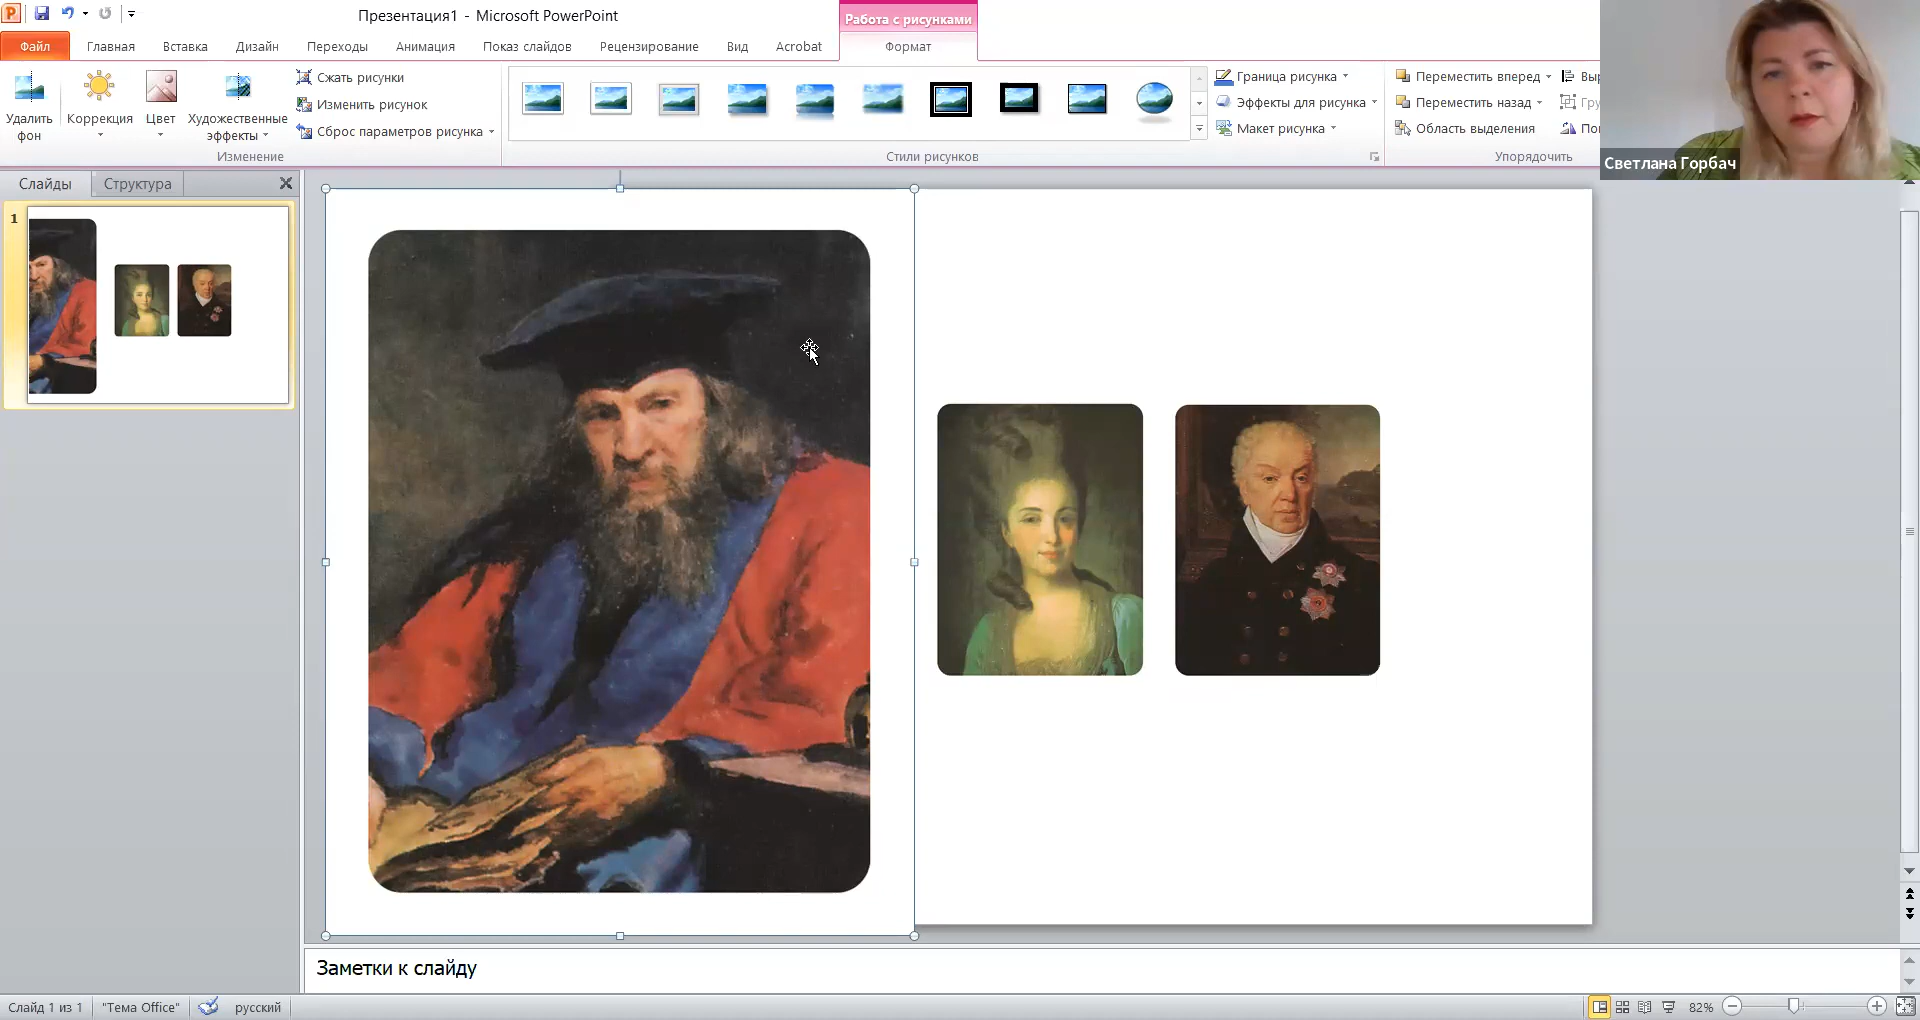 Презентация1 - Microsoft PowerPoint
Работа с рисунками
Файл Главная Вставка Дизайн Переходы Анимация Показ слайдов Рецензирование Вид Acrobat Формат
Удалить фон
Коррекция
Цвет
Художественные эффекты
Сжать рисунки
Изменить рисунок
Сброс параметров рисунка
Изменение
Стили рисунков
Граница рисунка
Эффекты для рисунка
Макет рисунка
Переместить вперед
Переместить назад
Область выделения
Упорядочить
Светлана Горбач
Слайды Структура
1
Заметки к слайду
Слайд 1 из 1 "Тема Office" русский 82%